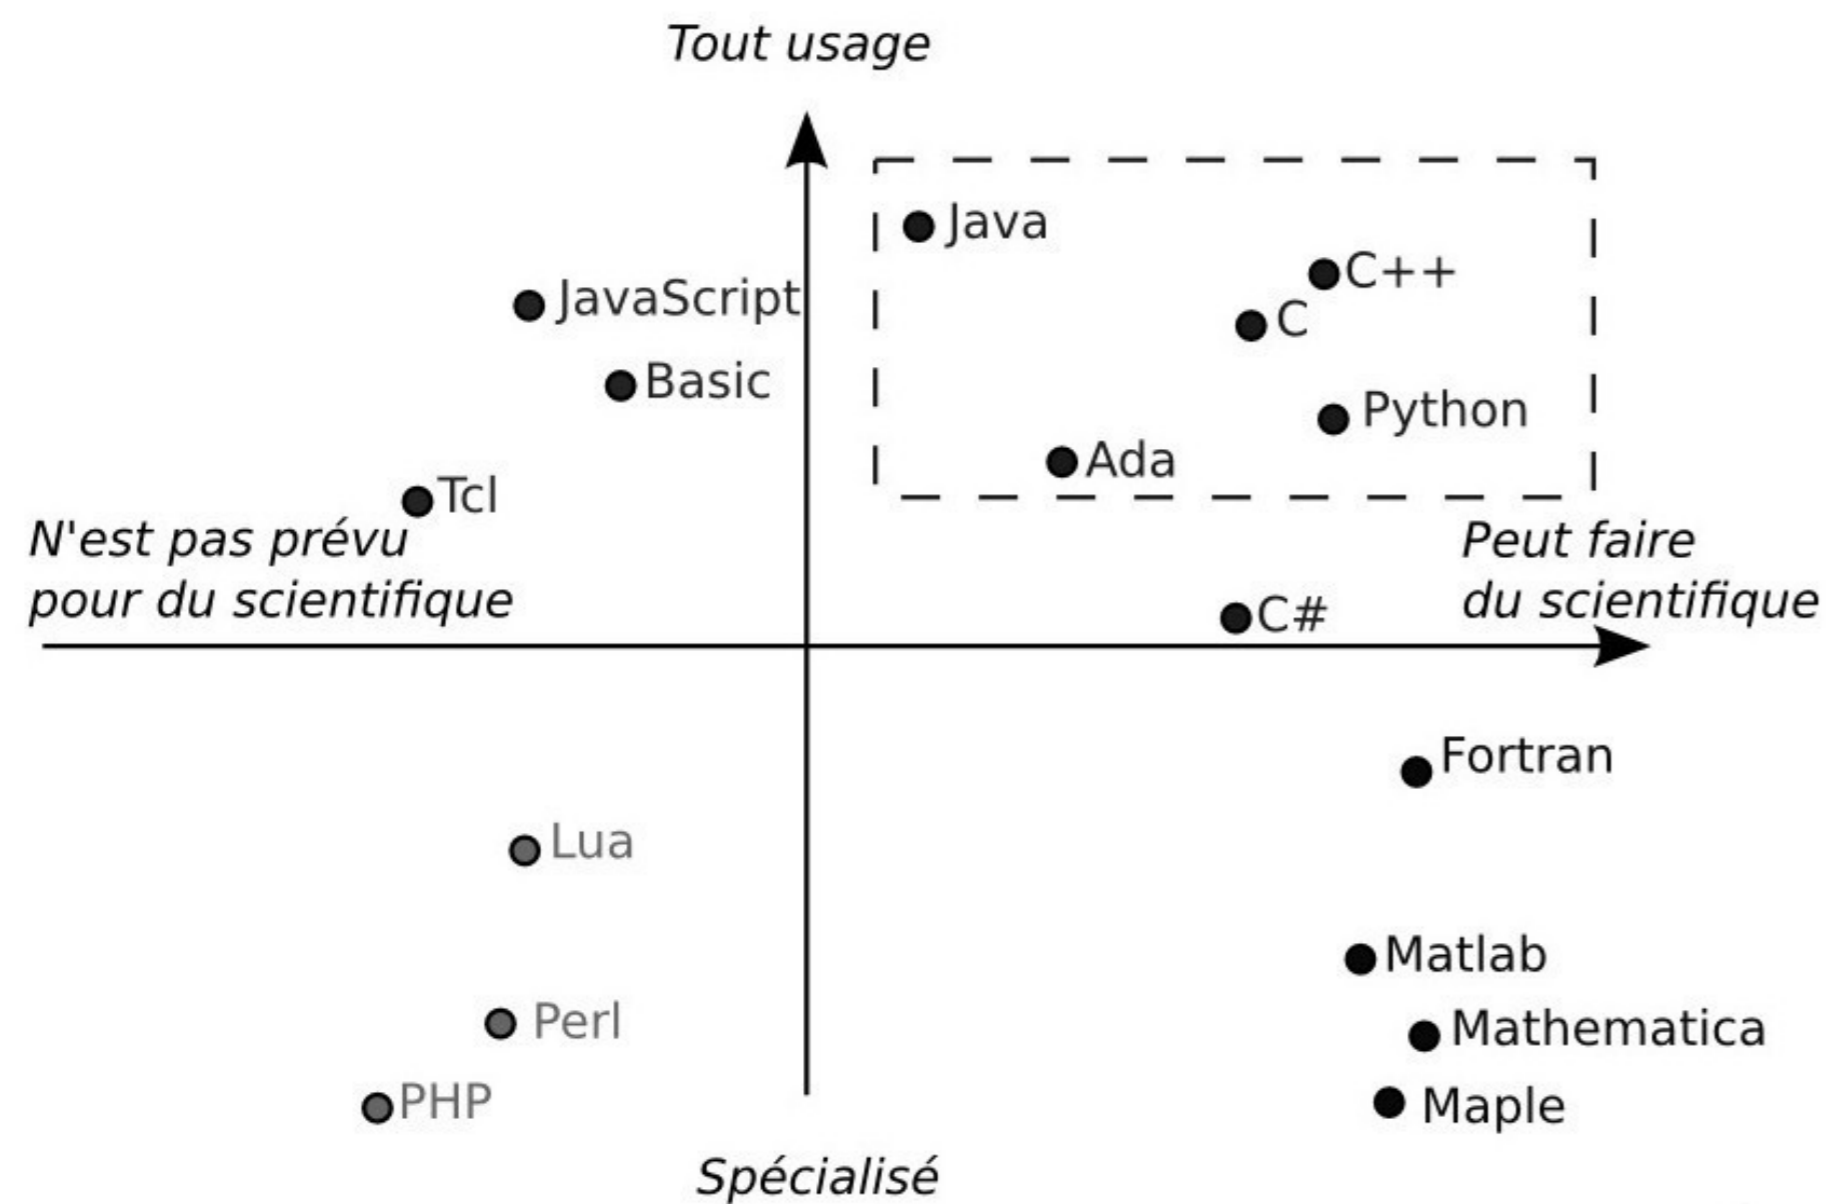 Tout usage
Java
C++
JavaScript
C
Basic
Python
Ada
Tcl
N'est pas prévu
pour du scientifique
Peut faire
du scientifique
C#
Fortran
Lua
Matlab
Perl
Mathematica
PHP
Maple
Spécialisé